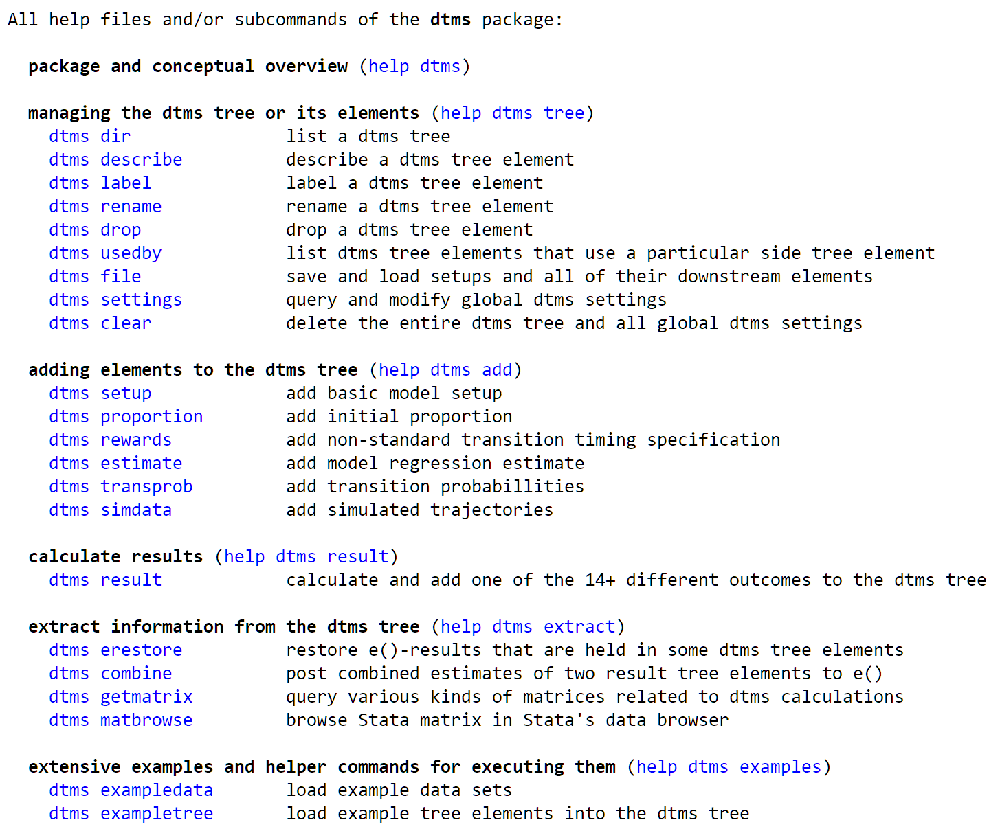 All help files and/or subcommands of the dtms package:
package and conceptual overview (help dtms)
managing the dtms tree or its elements (help dtms tree)
dtms dir list a dtms tree
dtms describe describe a dtms tree element
dtms label label a dtms tree element
dtms rename rename a dtms tree element
dtms drop drop a dtms tree element
dtms usedby list dtms tree elements that use a particular side tree element
dtms file save and load setups and all of their downstream elements
dtms settings query and modify global dtms settings
dtms clear delete the entire dtms tree and all global dtms settings
adding elements to the dtms tree (help dtms add)
dtms setup add basic model setup
dtms proportion add initial proportion
dtms rewards add non-standard transition timing specification
dtms estimate add model regression estimate
dtms transprob add transition probabillities
dtms simdata add simulated trajectories
calculate results (help dtms result)
dtms result calculate and add one of the 14+ different outcomes to the dtms tree
extract information from the dtms tree (help dtms extract)
dtms erestore restore e()-results that are held in some dtms tree elements
dtms combine post combined estimates of two result tree elements to e()
dtms getmatrix query various kinds of matrices related to dtms calculations
dtms matbrowse browse Stata matrix in Stata's data browser
extensive examples and helper commands for executing them (help dtms examples)
dtms exampledata load example data sets
dtms exampletree load example tree elements into the dtms tree